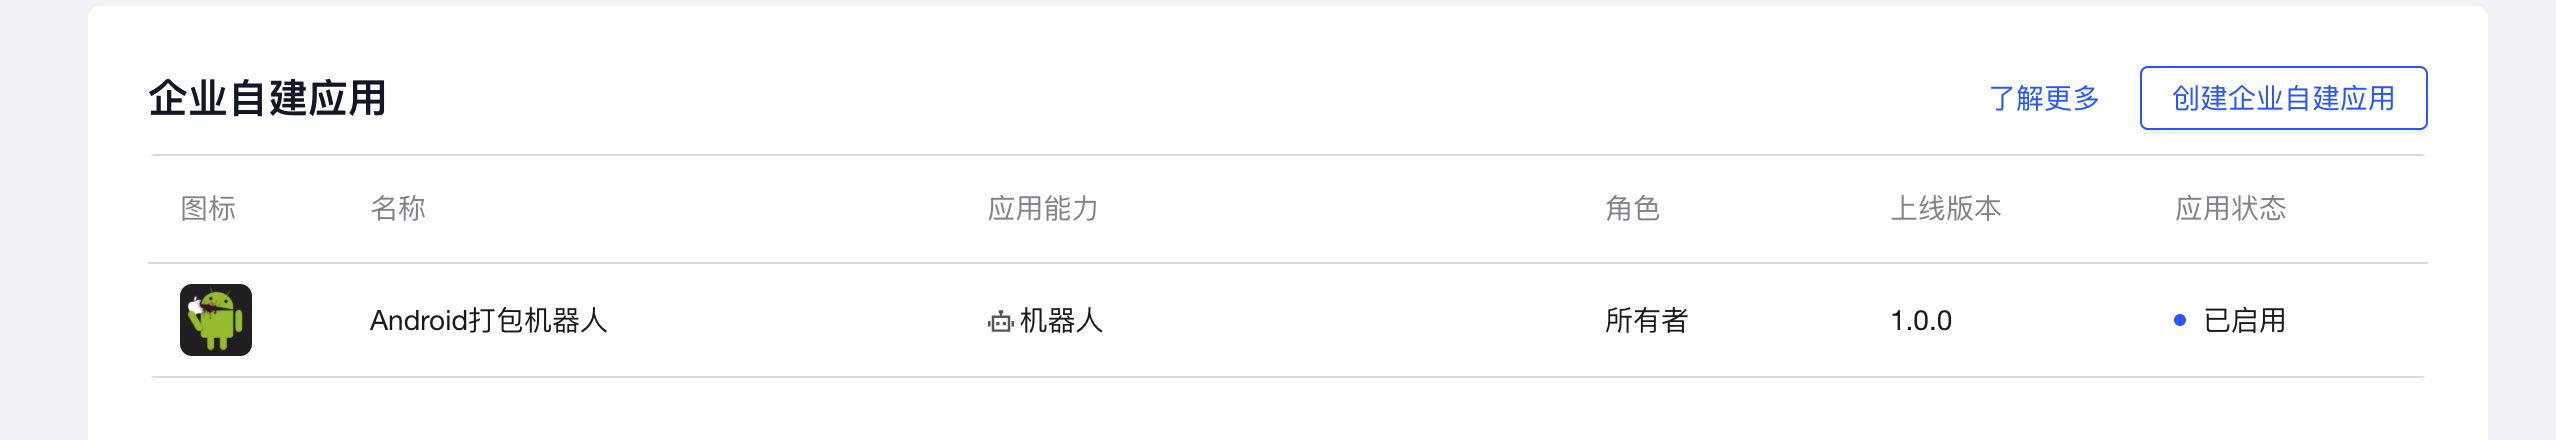 企业自建应用
了解更多 创建企业自建应用
图标 名称 应用能力 角色 上线版本 应用状态
Android打包机器人 机器人 所有者 1.0.0 已启用